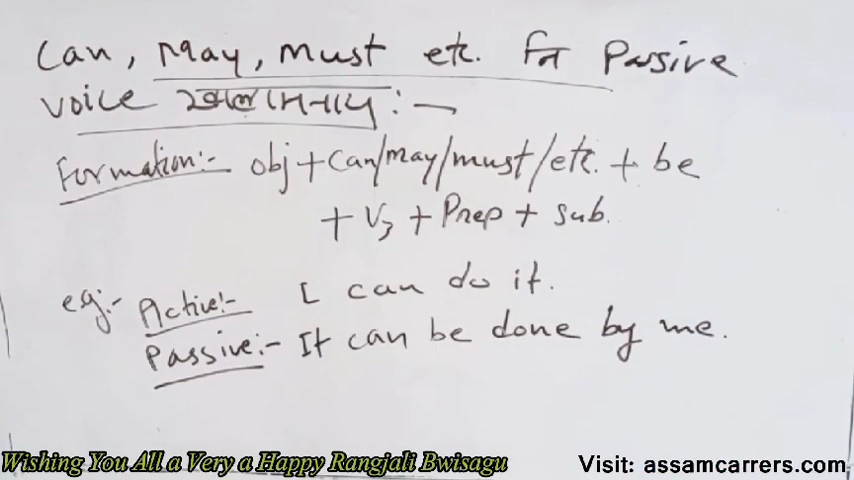 Can, May, Must etc. for Passive
voice :-
Formation:- obj + Can/May/must/etc. + be
+ V3 + Prep + sub.
eg:- Active:- I can do it.
Passive:- It can be done by me.
Wishing You All a Very a Happy Rangjali Bwisagu
Visit: assamcarrers.com